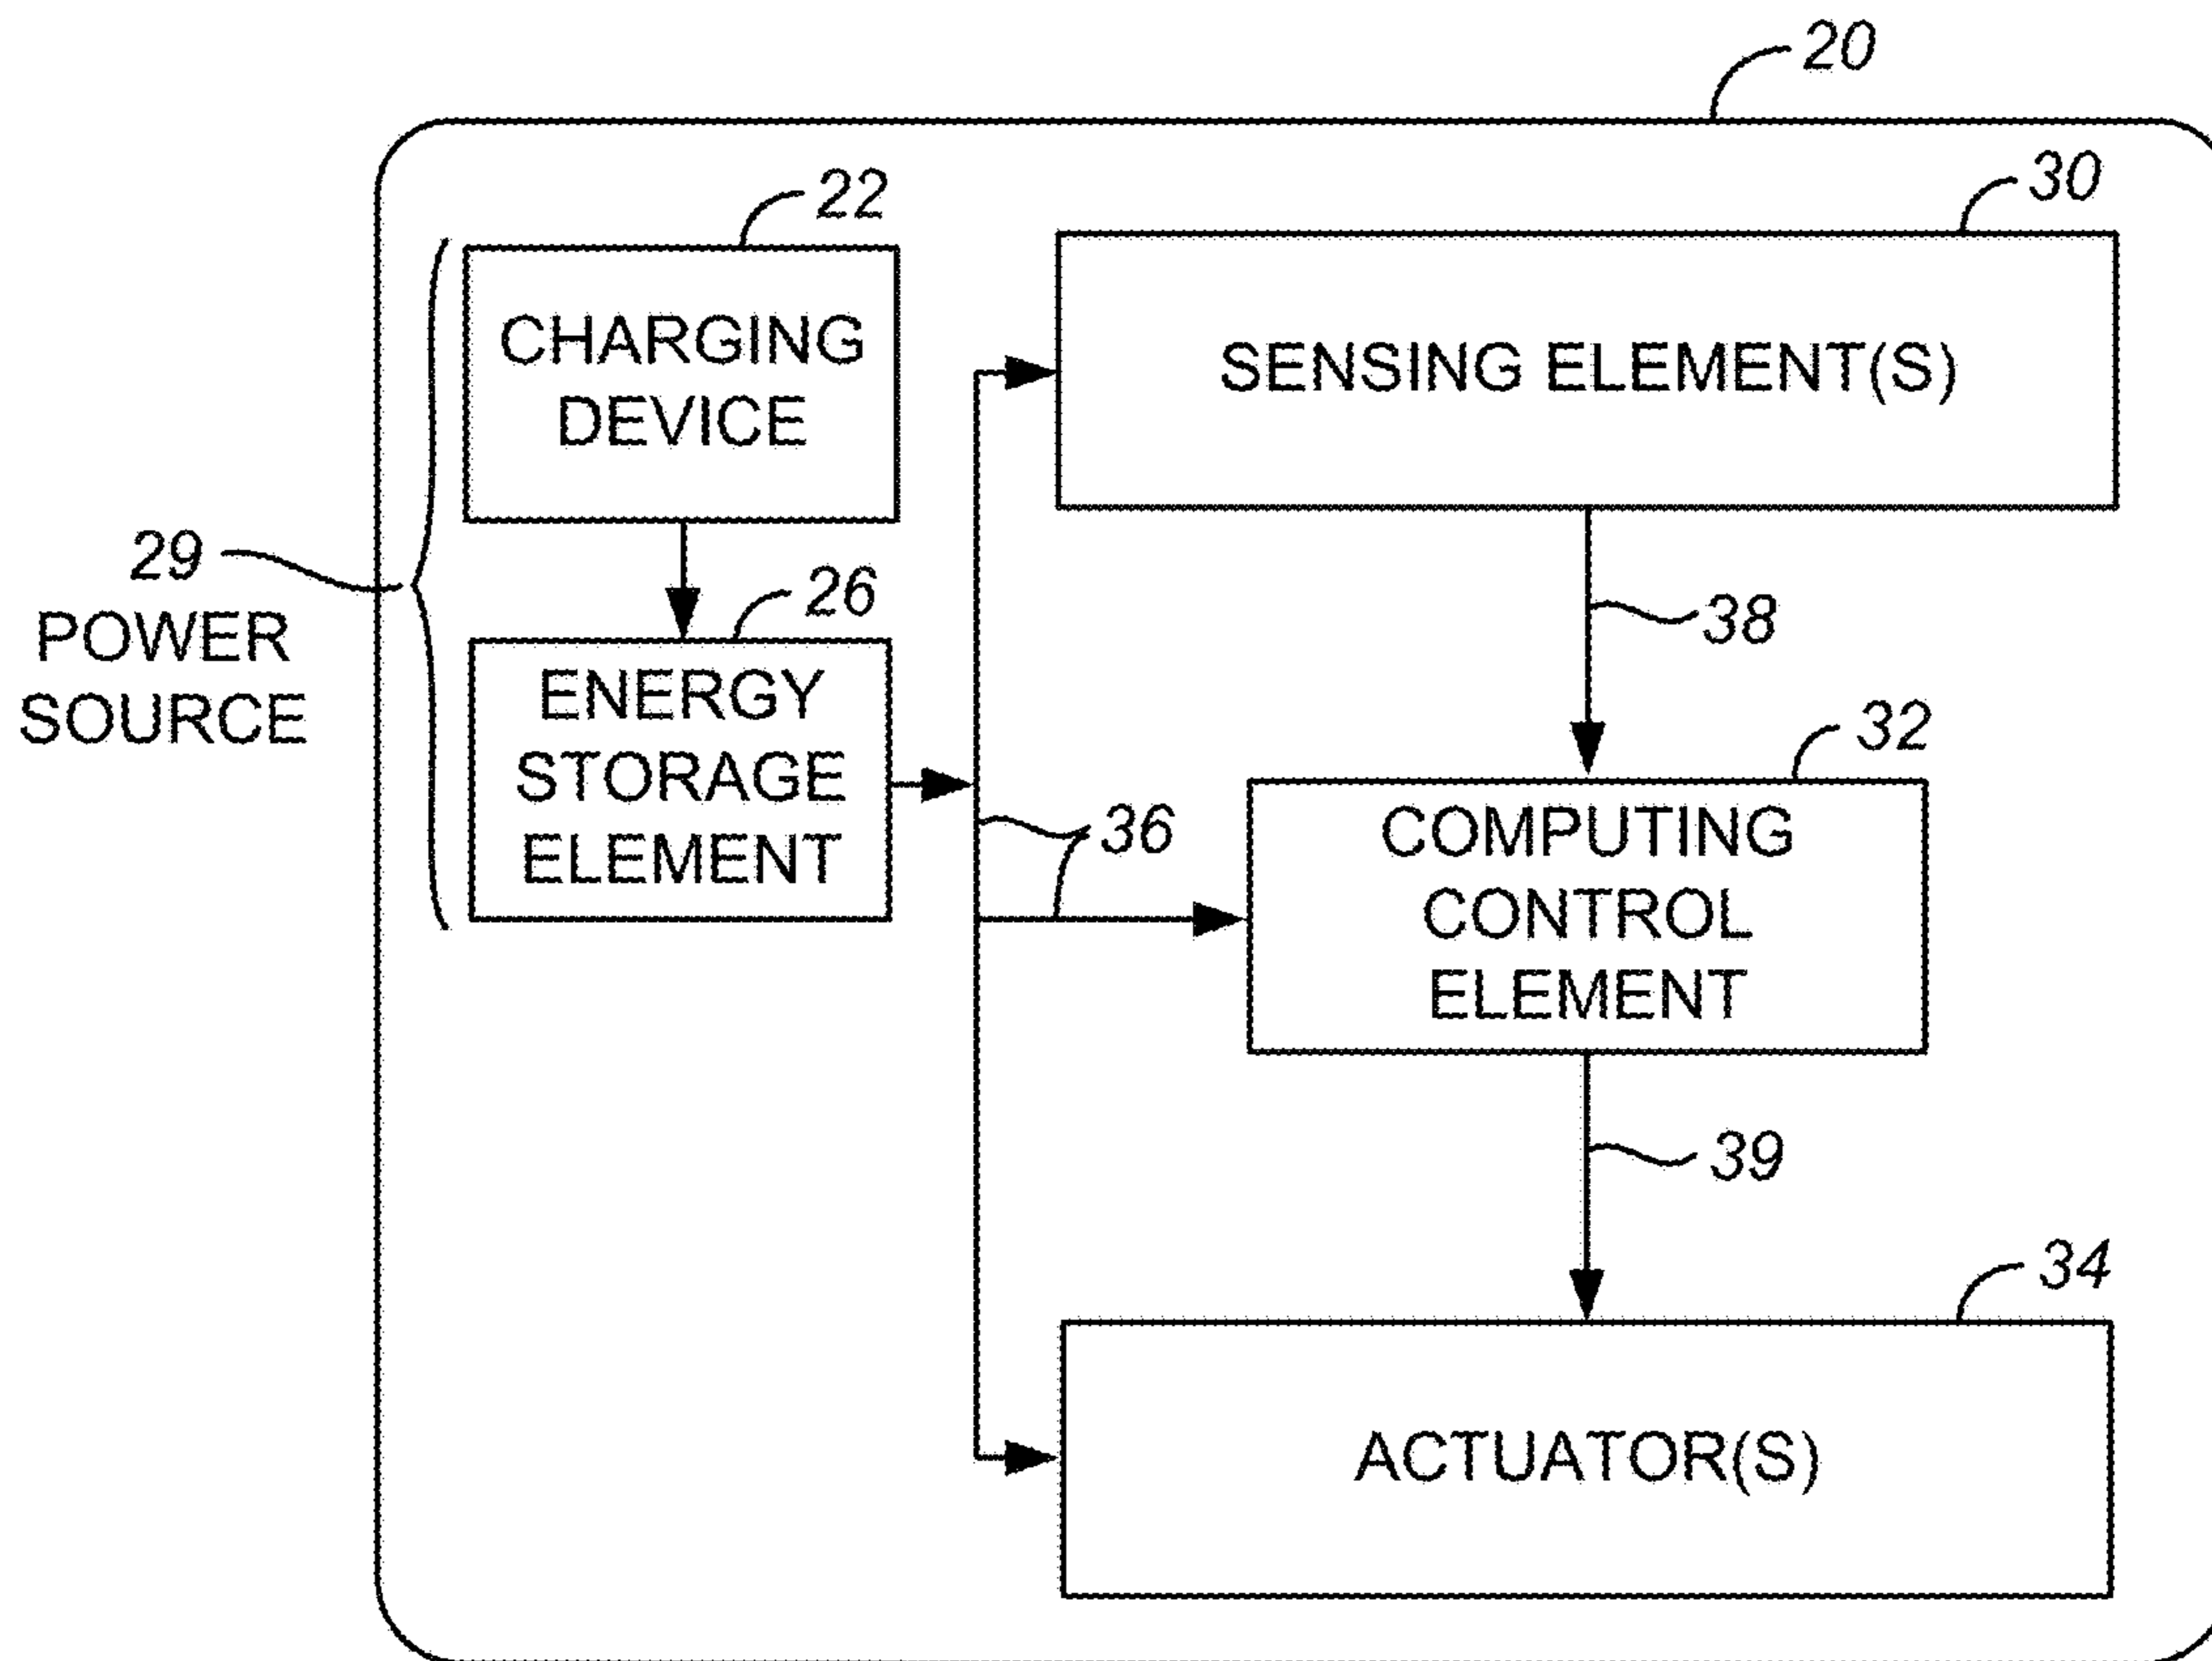 20
22
30
CHARGING
DEVICE
SENSING ELEMENT(S)
29
POWER
SOURCE
26
ENERGY
STORAGE
ELEMENT
38
36
32
COMPUTING
CONTROL
ELEMENT
39
34
ACTUATOR(S)